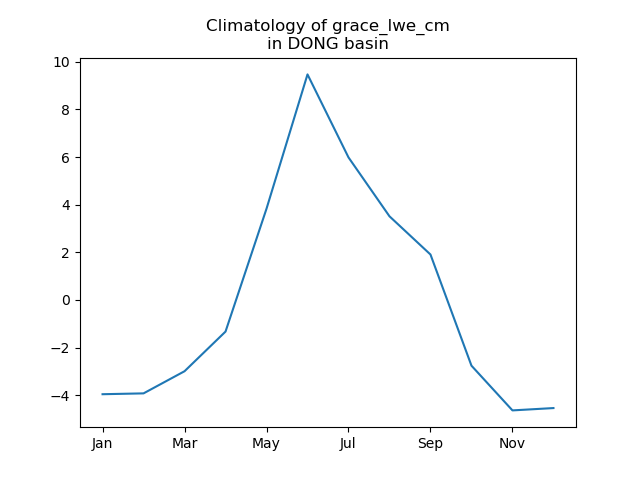 Climatology of grace_lwe_cm
in DONG basin
10
8
6
4
2
0
−2
−4
Jan
Mar
May
Jul
Sep
Nov